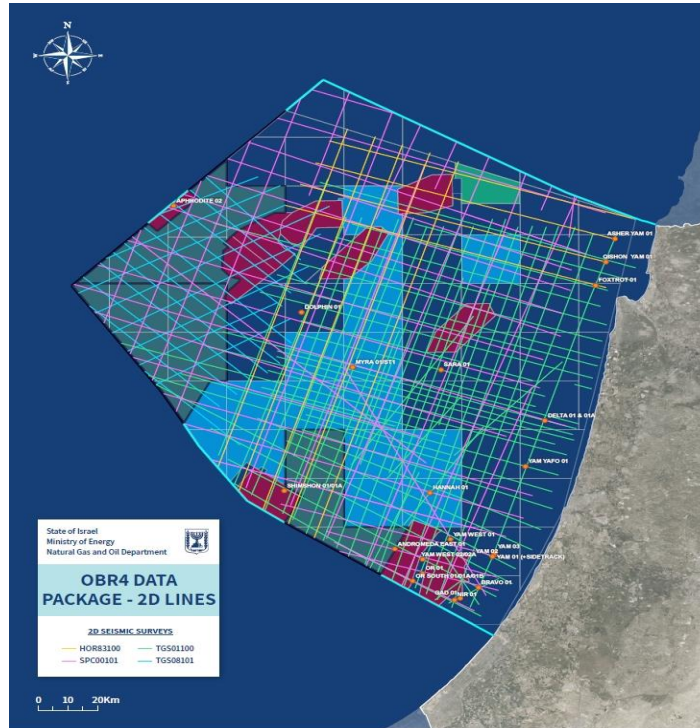 N
APHRODITE 02
ASHER YAM 01
QISHON YAM 01
FOXTROT 01
DOLPHIN 01
MYRA 01/ST1
SARA 01
DELTA 01 & 01A
YAM YAFO 01
SHIMSHON 01/01A
HANNAH 01
YAM WEST 01
ANDROMEDA EAST 01
YAM 03
YAM 02
YAM WEST 02/02A
YAM 01 (+SIDETRACK)
OR 01
OR SOUTH 01/01A/01B
BRAVO 01
GAD 01
NIR 01
State of Israel
Ministry of Energy
Natural Gas and Oil Department
OBR4 DATA
PACKAGE - 2D LINES
2D SEISMIC SURVEYS
HOR83100
TGS01100
SPC00101
TGS08101
0 10 20Km